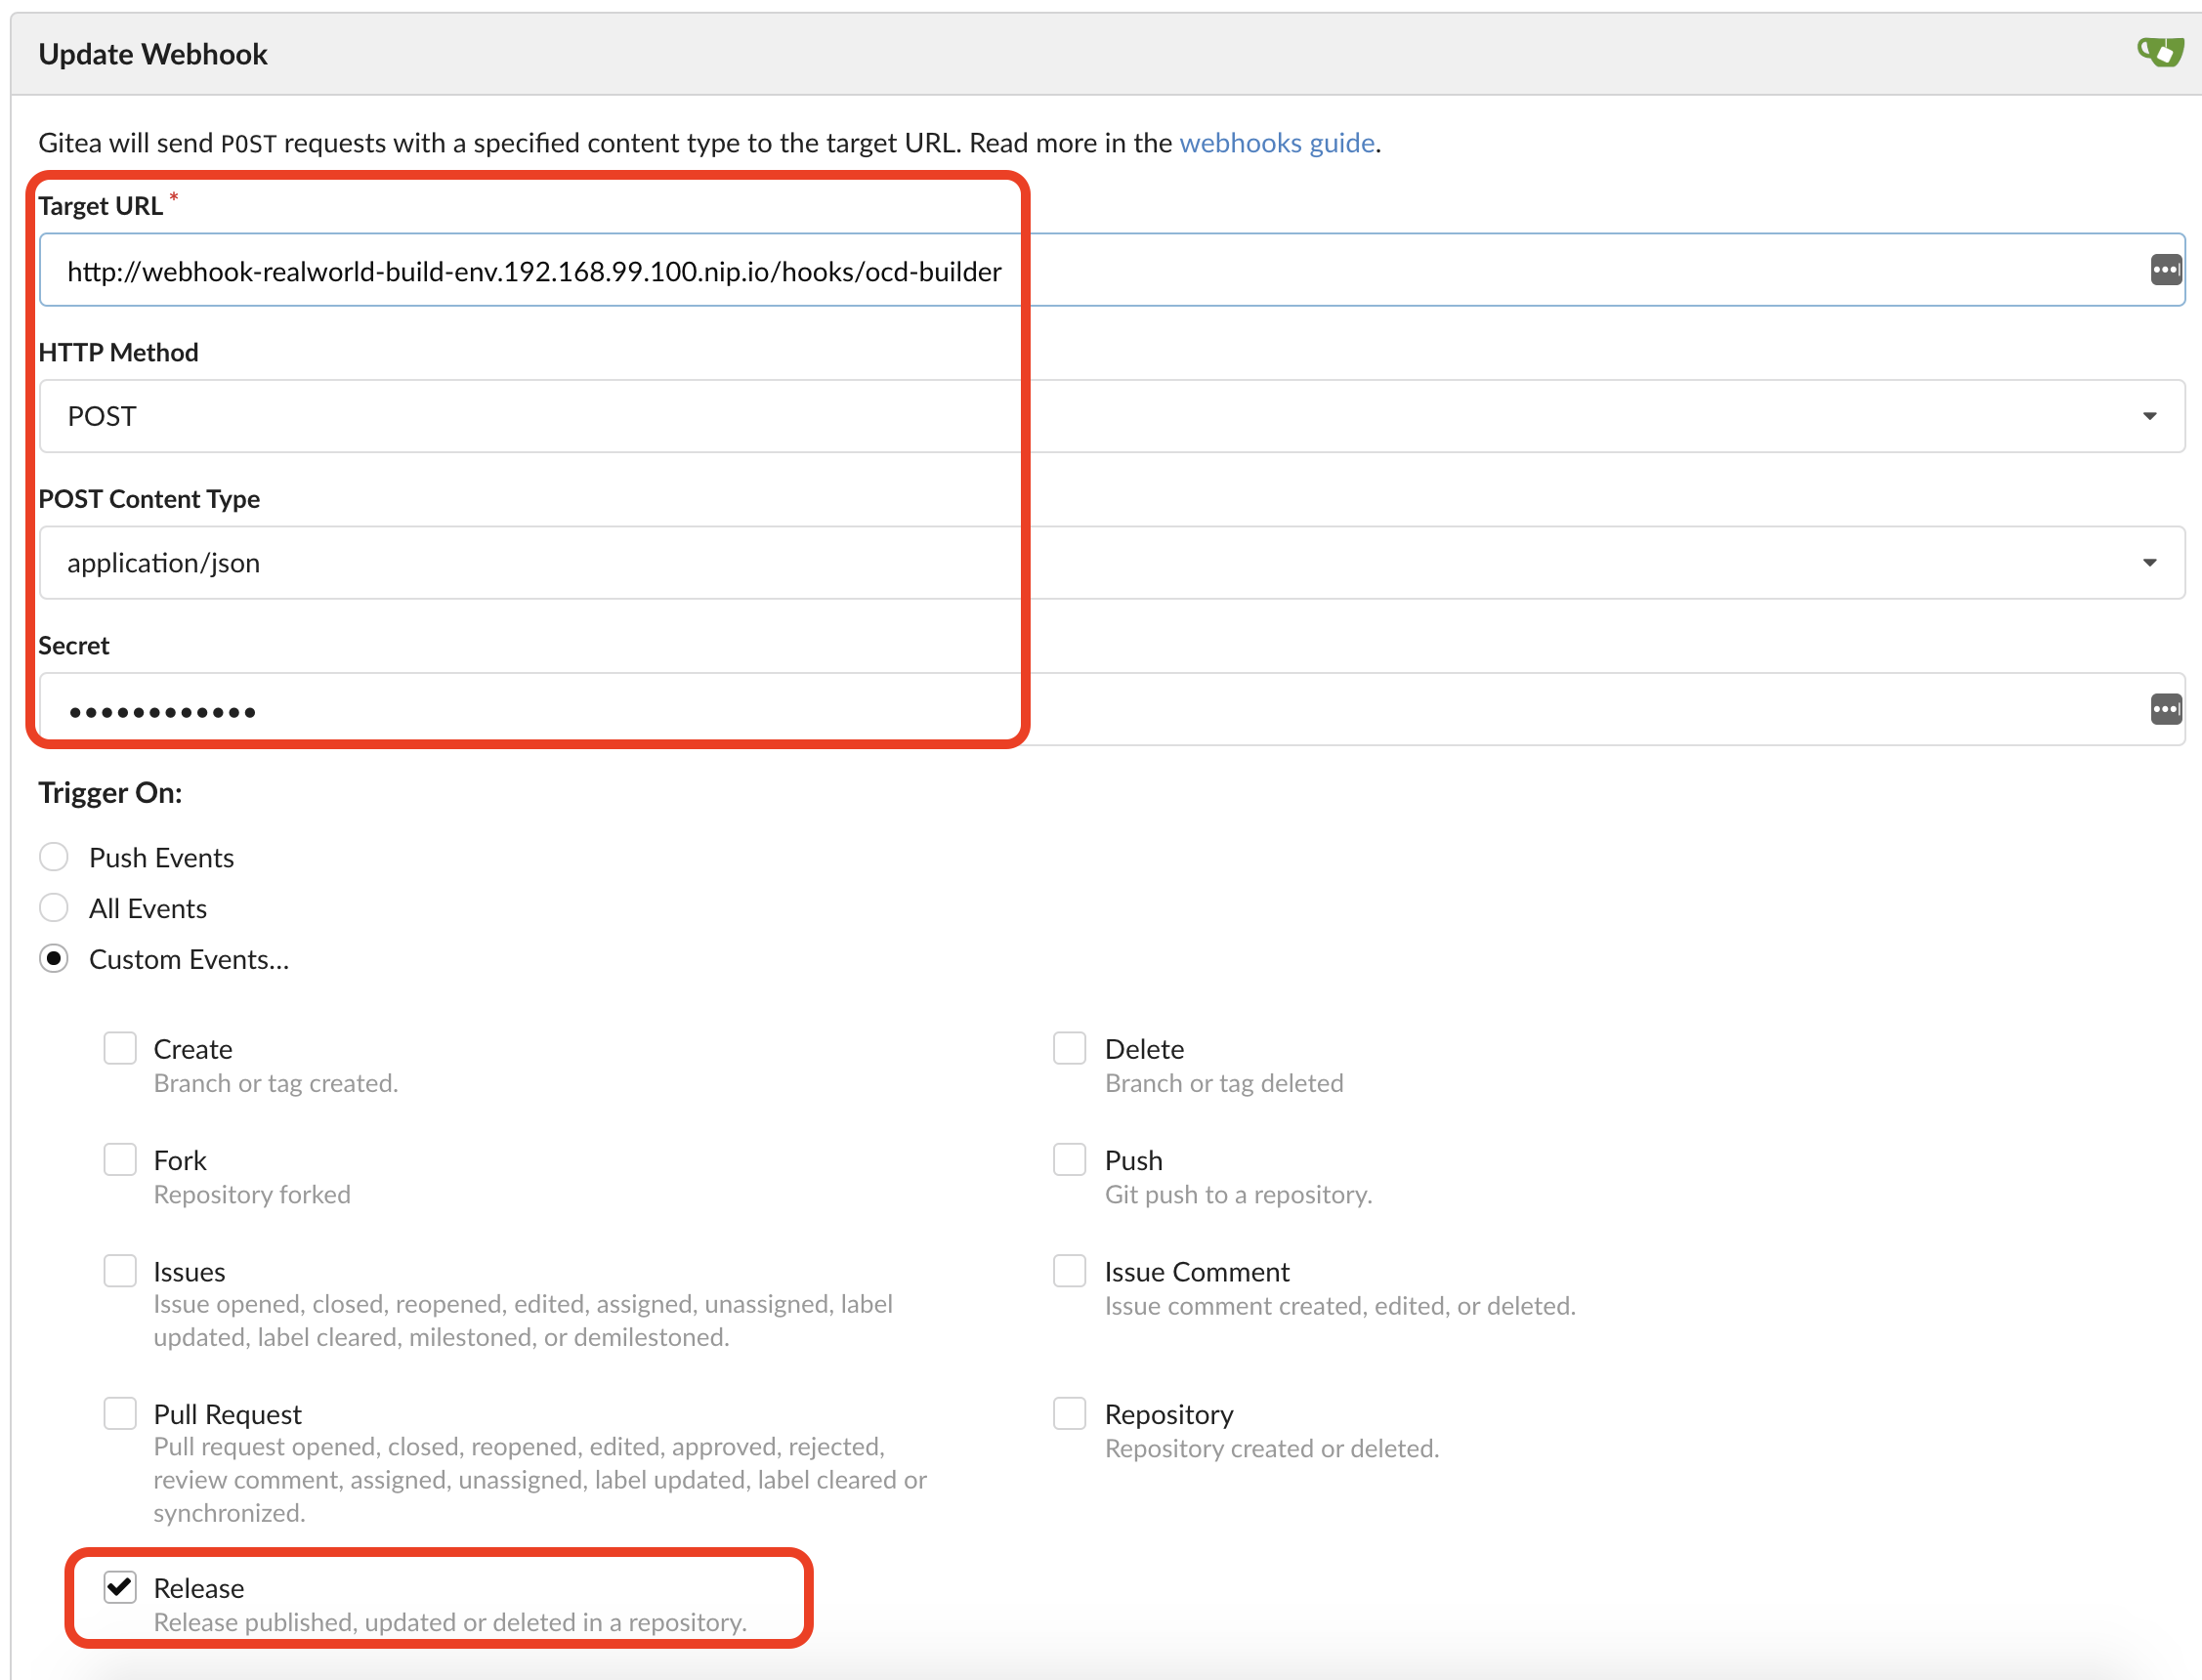 Update Webhook
Gitea will send POST requests with a specified content type to the target URL. Read more in the webhooks guide.
Target URL *
http://webhook-realworld-build-env.192.168.99.100.nip.io/hooks/ocd-builder
HTTP Method
POST
POST Content Type
application/json
Secret
••••••••••••
Trigger On:
Push Events
All Events
Custom Events...
Create
Branch or tag created.
Delete
Branch or tag deleted
Fork
Repository forked
Push
Git push to a repository.
Issues
Issue opened, closed, reopened, edited, assigned, unassigned, label
updated, label cleared, milestoned, or demilestoned.
Issue Comment
Issue comment created, edited, or deleted.
Pull Request
Pull request opened, closed, reopened, edited, approved, rejected,
review comment, assigned, unassigned, label updated, label cleared or
synchronized.
Repository
Repository created or deleted.
Release
Release published, updated or deleted in a repository.